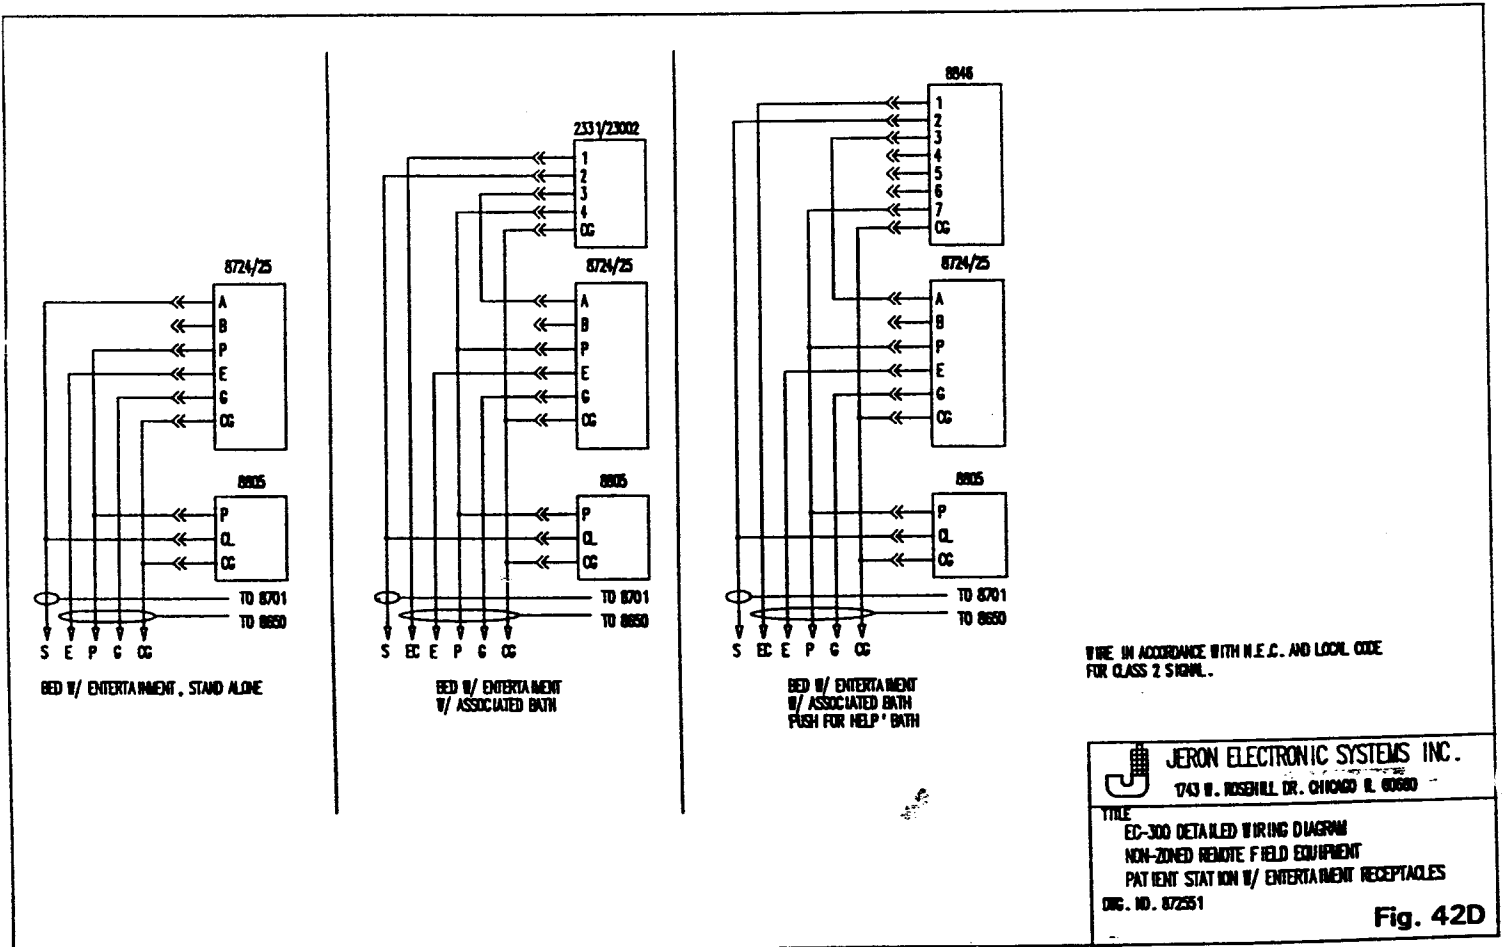 8724/25
A
B
P
E
G
CG
8805
P
CL
CG
TO 8701
TO 8650
S E P G CG
BED W/ ENTERTAINMENT, STAND ALONE
2331/23002
1
2
3
4
CG
8724/25
A
B
P
E
G
CG
8805
P
CL
CG
TO 8701
TO 8650
S EC E P G CG
BED W/ ENTERTAIMENT
W/ ASSOCIATED BATH
8846
1
2
3
4
5
6
7
CG
8724/25
A
B
P
E
G
CG
8805
P
CL
CG
TO 8701
TO 8650
S EC E P G CG
BED W/ ENTERTAIMENT
W/ ASSOCIATED BATH
'PUSH FOR HELP' BATH
WIRE IN ACCORDANCE WITH N.E.C. AND LOCAL CODE
FOR CLASS 2 SIGNAL.
JERON ELECTRONIC SYSTEMS INC.
1743 W. ROSEHILL DR. CHICAGO IL 60660
TITLE
EC-300 DETAILED WIRING DIAGRAM
NON-ZONED REMOTE FIELD EQUIPMENT
PATIENT STATION W/ ENTERTAIMENT RECEPTACLES
DWG. NO. 872551
Fig. 42D